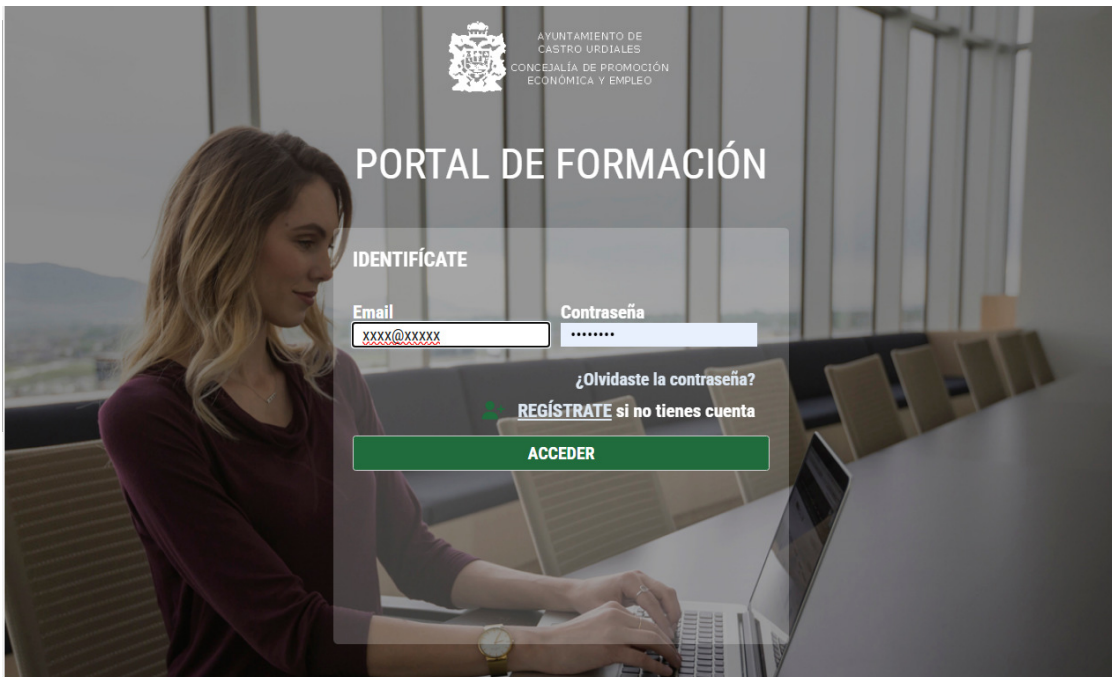 AYUNTAMIENTO DE
CASTRO URDIALES
CONCEJALÍA DE PROMOCIÓN
ECONÓMICA Y EMPLEO
PORTAL DE FORMACIÓN
IDENTIFÍCATE
Email
Contraseña
xxxx@xxxxx
••••••••
¿Olvidaste la contraseña?
REGÍSTRATE si no tienes cuenta
ACCEDER